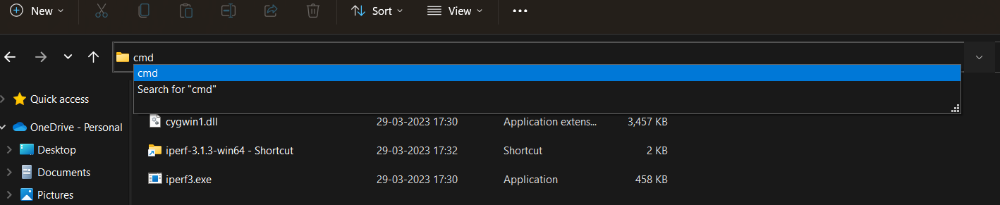 New Sort View
cmd
cmd
Search for "cmd"
Quick access
cygwin1.dll 29-03-2023 17:30 Application extens... 3,457 KB
OneDrive - Personal
Desktop iperf-3.1.3-win64 - Shortcut 29-03-2023 17:32 Shortcut 2 KB
Documents iperf3.exe 29-03-2023 17:30 Application 458 KB
Pictures